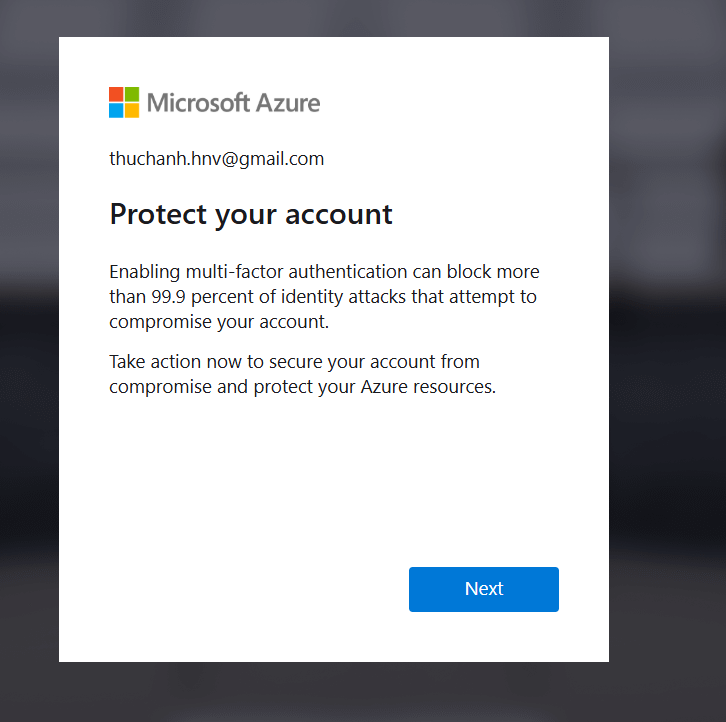 Microsoft Azure
thuchanh.hnv@gmail.com
Protect your account
Enabling multi-factor authentication can block more
than 99.9 percent of identity attacks that attempt to
compromise your account.
Take action now to secure your account from
compromise and protect your Azure resources.
Next